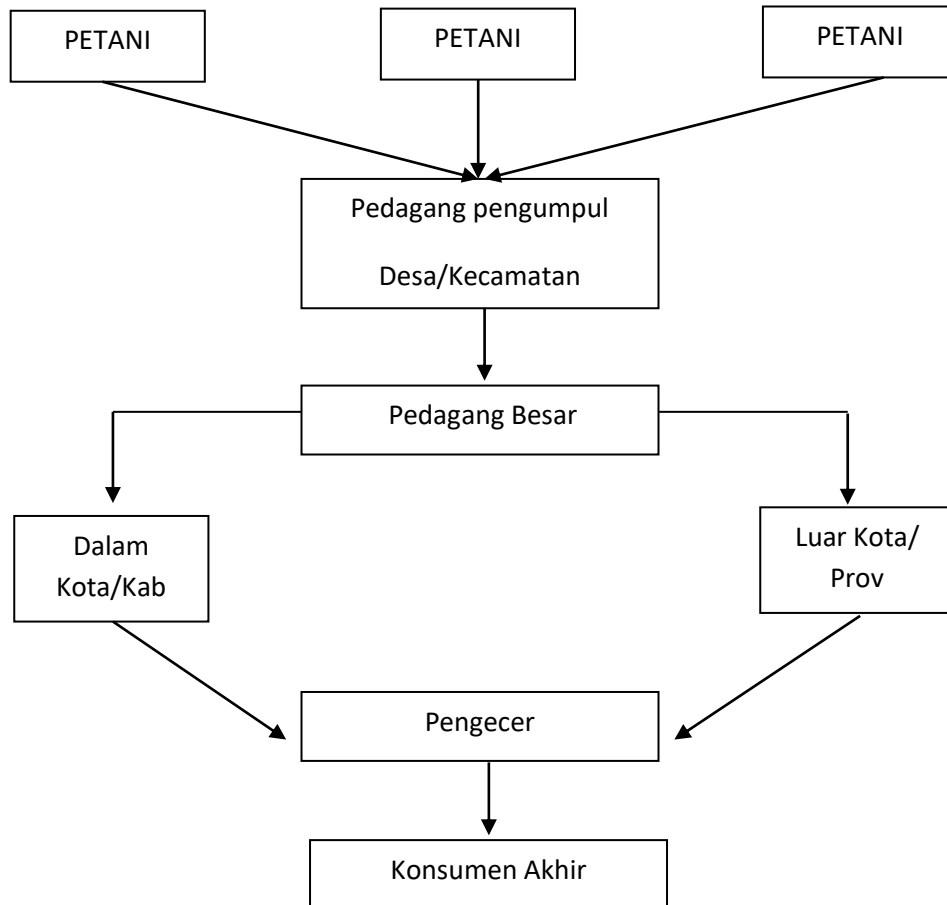 PETANI
PETANI
PETANI
Pedagang pengumpul
Desa/Kecamatan
Pedagang Besar
Dalam
Kota/Kab
Luar Kota/
Prov
Pengecer
Konsumen Akhir